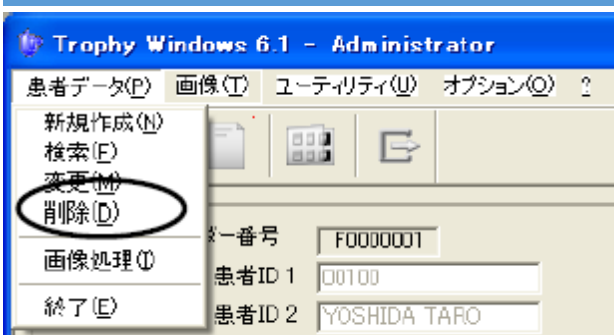 Trophy Windows 6.1 - Administrator
患者データ(P) 画像(T) ユーティリティ(U) オプション(O) ?
新規作成(N)
検索(F)
変更(M)
削除(D)
画像処理(I)
終了(E)
ダー番号 F0000001
患者ID 1 00100
患者ID 2 YOSHIDA TARO